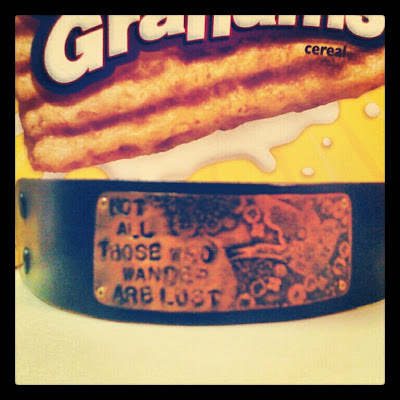 Grahams
cereal
NOT
ALL
THOSE WHO
WANDER
ARE LOST